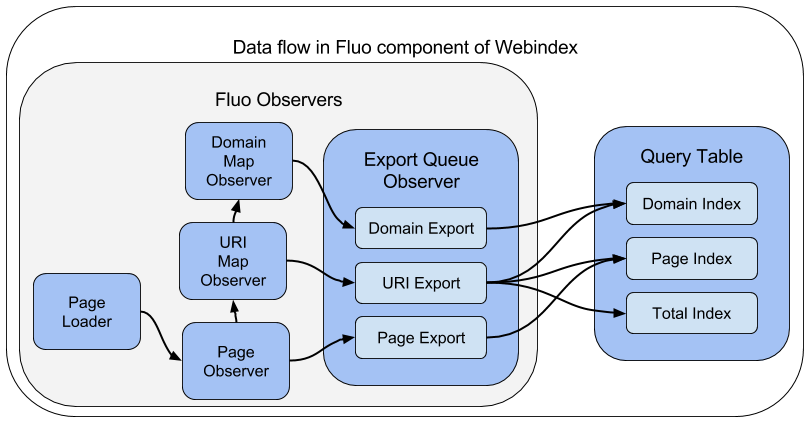 Data flow in Fluo component of Webindex
Fluo Observers
Domain
Map
Observer
URI
Map
Observer
Page
Loader
Page
Observer
Export Queue
Observer
Domain Export
URI Export
Page Export
Query Table
Domain Index
Page Index
Total Index